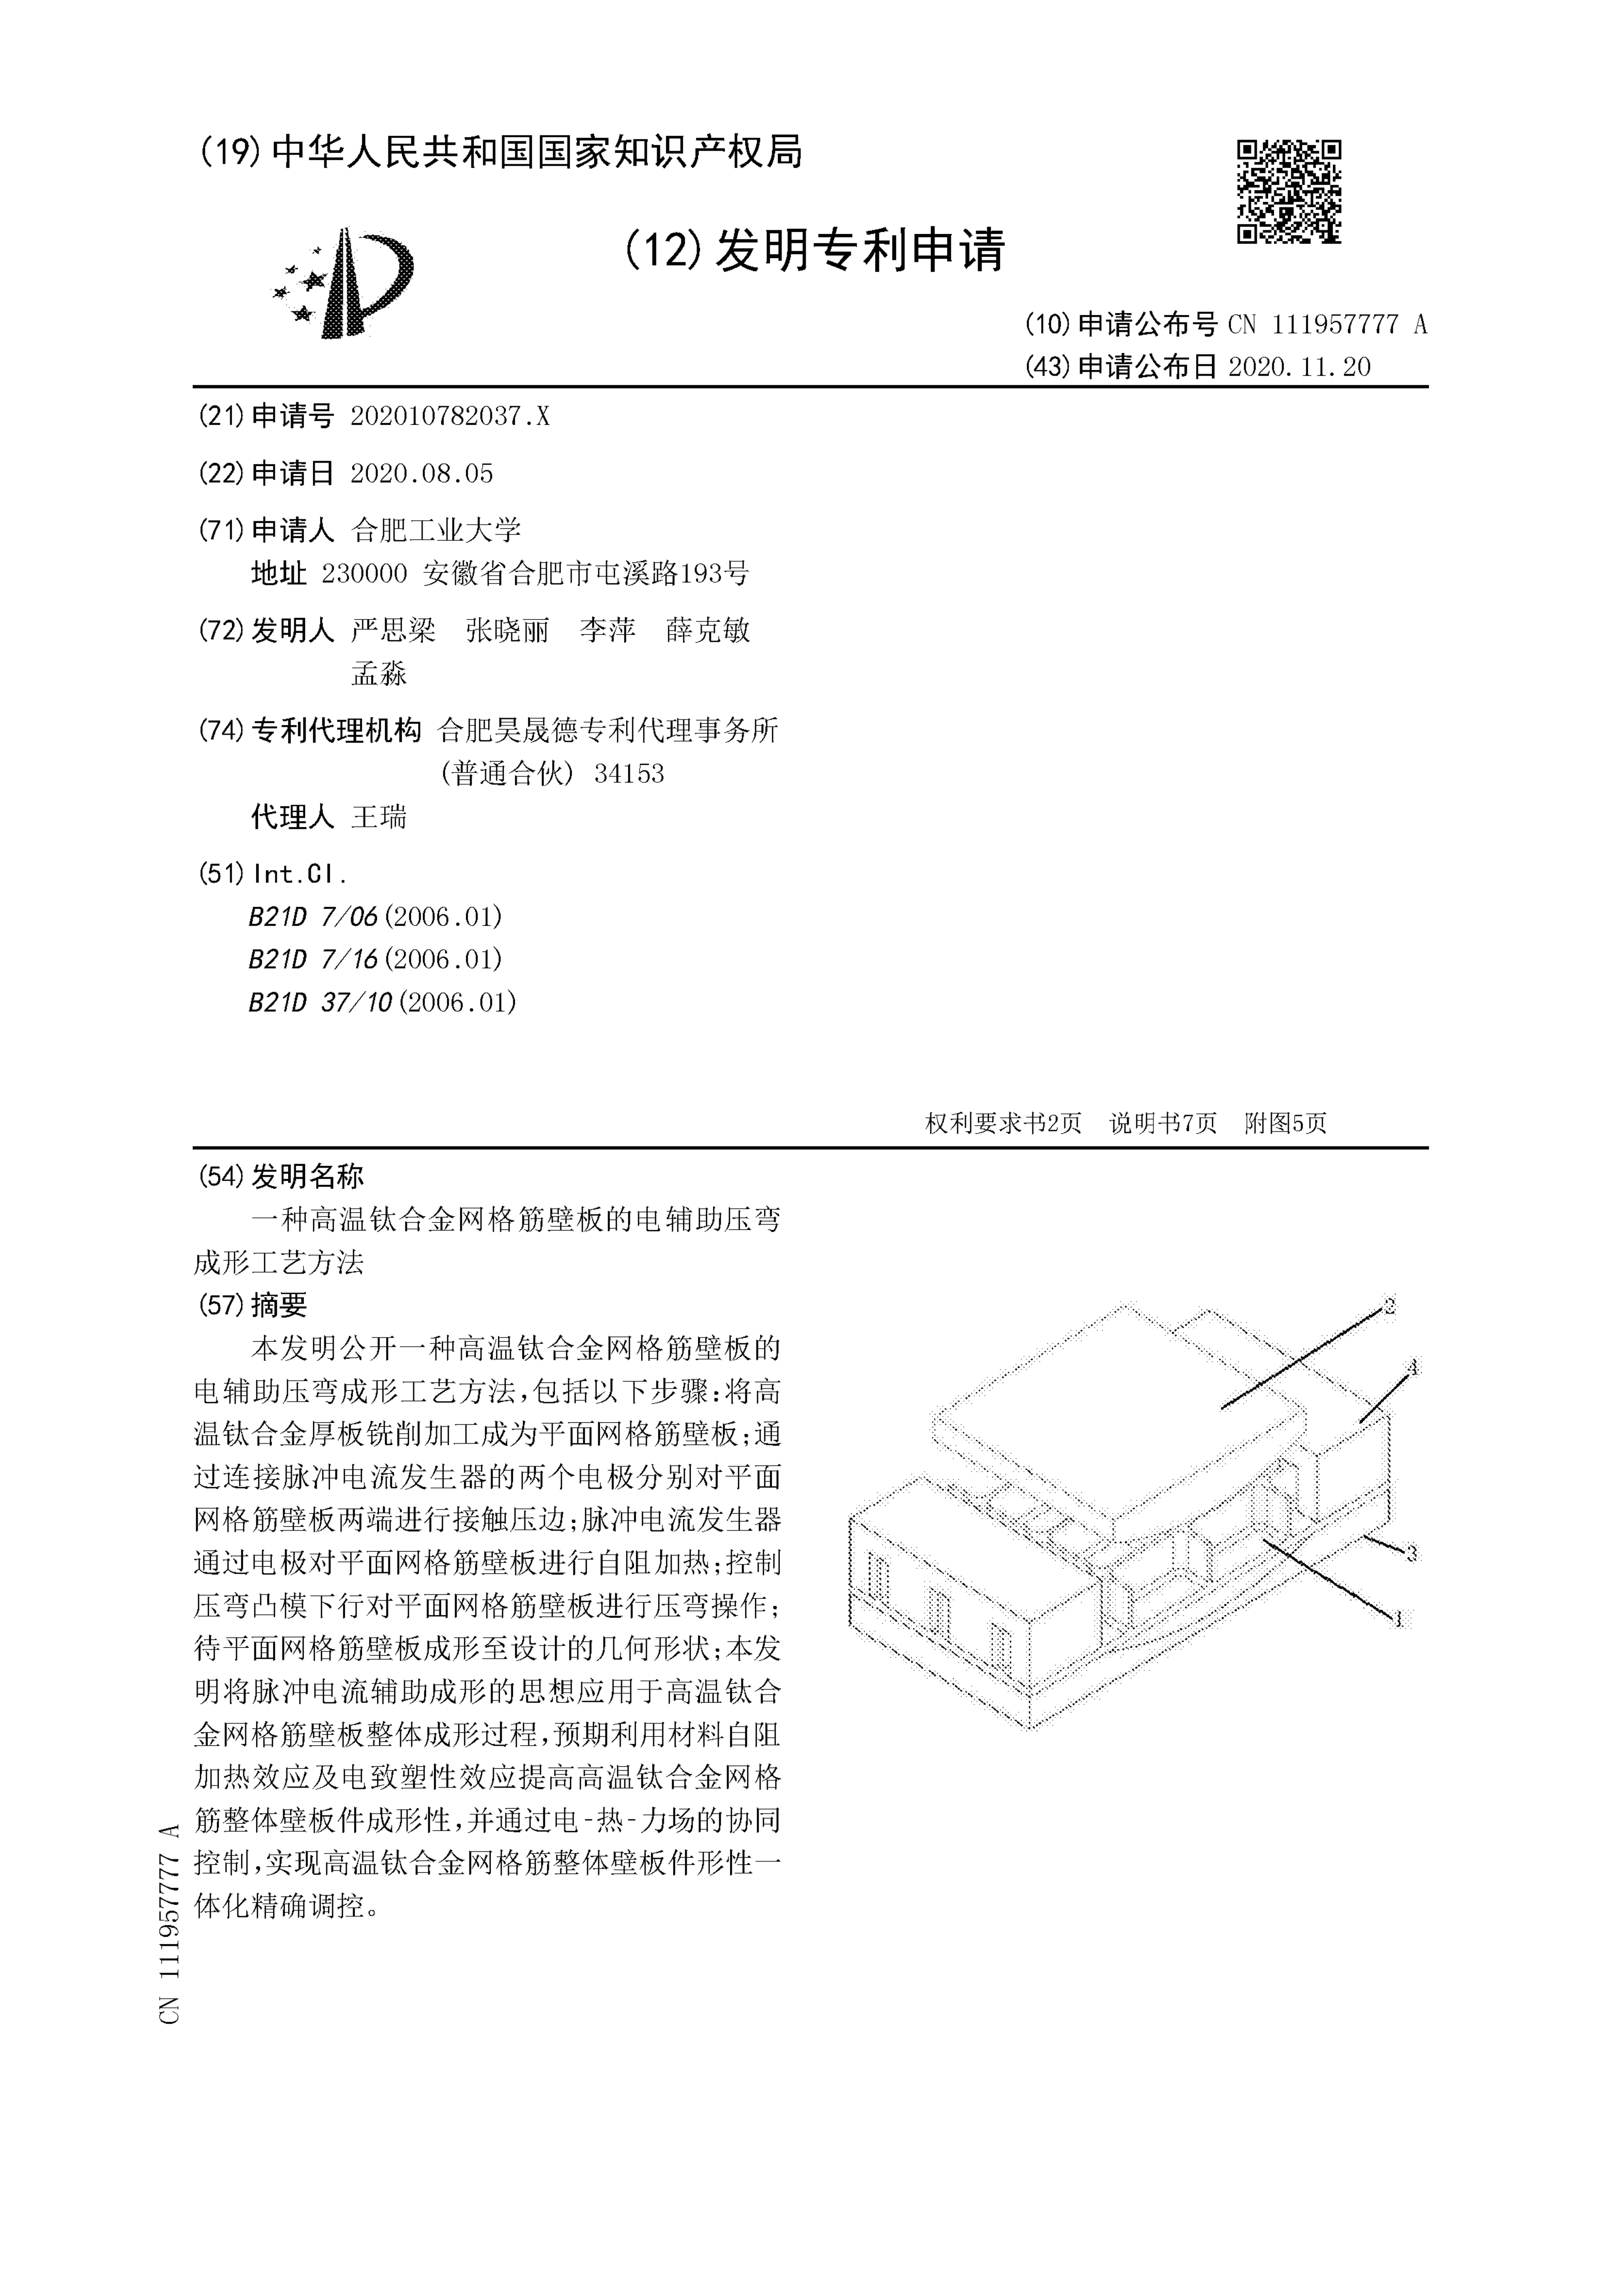 (19)中华人民共和国国家知识产权局
(12)发明专利申请
(10)申请公布号 CN 111957777 A
(43)申请公布日 2020.11.20
(21)申请号 202010782037.X
(22)申请日 2020.08.05
(71)申请人 合肥工业大学
地址 230000 安徽省合肥市屯溪路193号
(72)发明人 严思梁 张晓丽 李萍 薛克敏
孟淼
(74)专利代理机构 合肥昊晟德专利代理事务所
(普通合伙) 34153
代理人 王瑞
(51)Int.Cl.
B21D 7/06(2006.01)
B21D 7/16(2006.01)
B21D 37/10(2006.01)
权利要求书2页 说明书7页 附图5页
(54)发明名称
一种高温钛合金网格筋壁板的电辅助压弯
成形工艺方法
(57)摘要
本发明公开一种高温钛合金网格筋壁板的
电辅助压弯成形工艺方法,包括以下步骤:将高
温钛合金厚板铣削加工成为平面网格筋壁板;通
过连接脉冲电流发生器的两个电极分别对平面
网格筋壁板两端进行接触压边;脉冲电流发生器
通过电极对平面网格筋壁板进行自阻加热;控制
压弯凸模下行对平面网格筋壁板进行压弯操作;
待平面网格筋壁板成形至设计的几何形状;本发
明将脉冲电流辅助成形的思想应用于高温钛合
金网格筋壁板整体成形过程,预期利用材料自阻
加热效应及电致塑性效应提高高温钛合金网格
筋整体壁板件成形性,并通过电-热-力场的协同
控制,实现高温钛合金网格筋整体壁板件形性一
体化精确调控。
2
4
3
1
CN 111957777 A